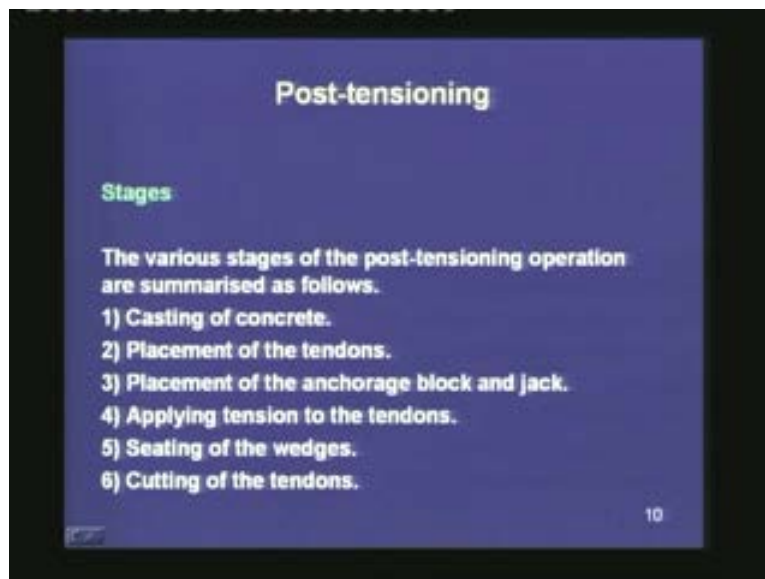 Post-tensioning
Stages
The various stages of the post-tensioning operation
are summarised as follows.
1) Casting of concrete.
2) Placement of the tendons.
3) Placement of the anchorage block and jack.
4) Applying tension to the tendons.
5) Seating of the wedges.
6) Cutting of the tendons.
10